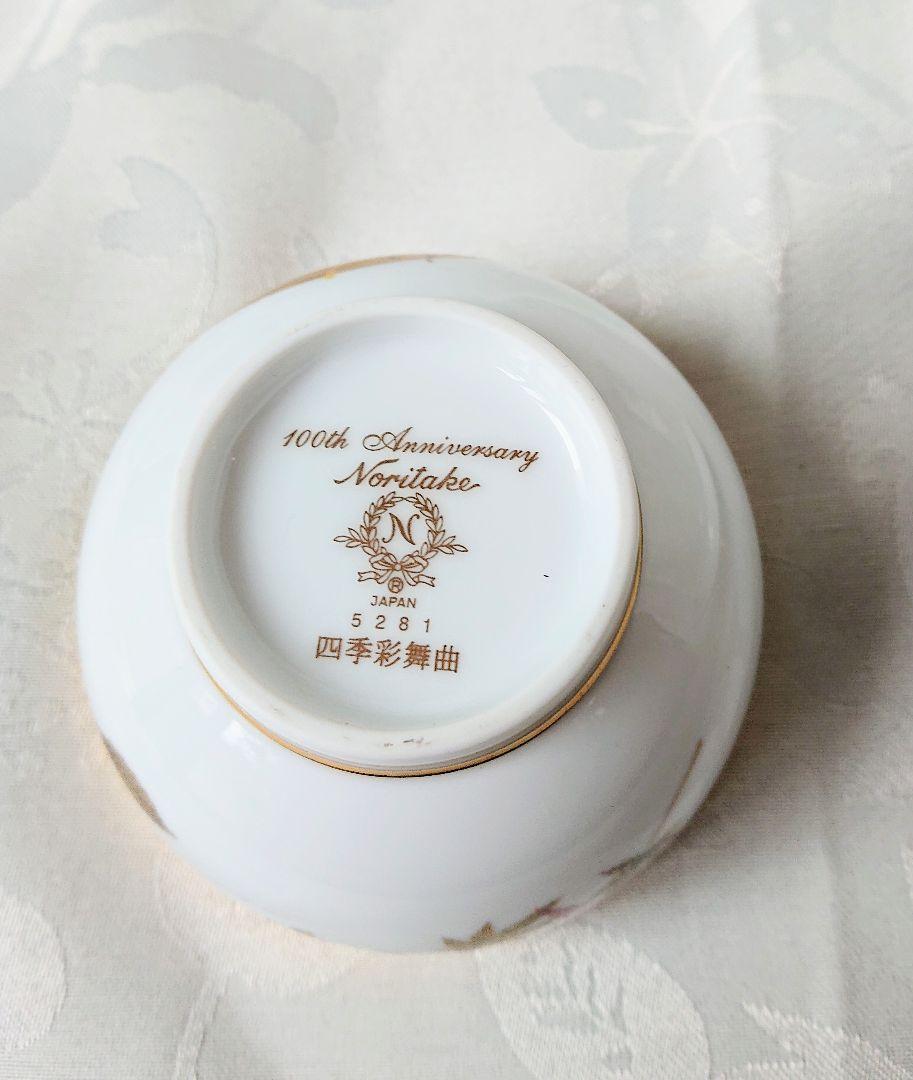 100th Anniversary
Noritake
N
®
JAPAN
5281
四季彩舞曲